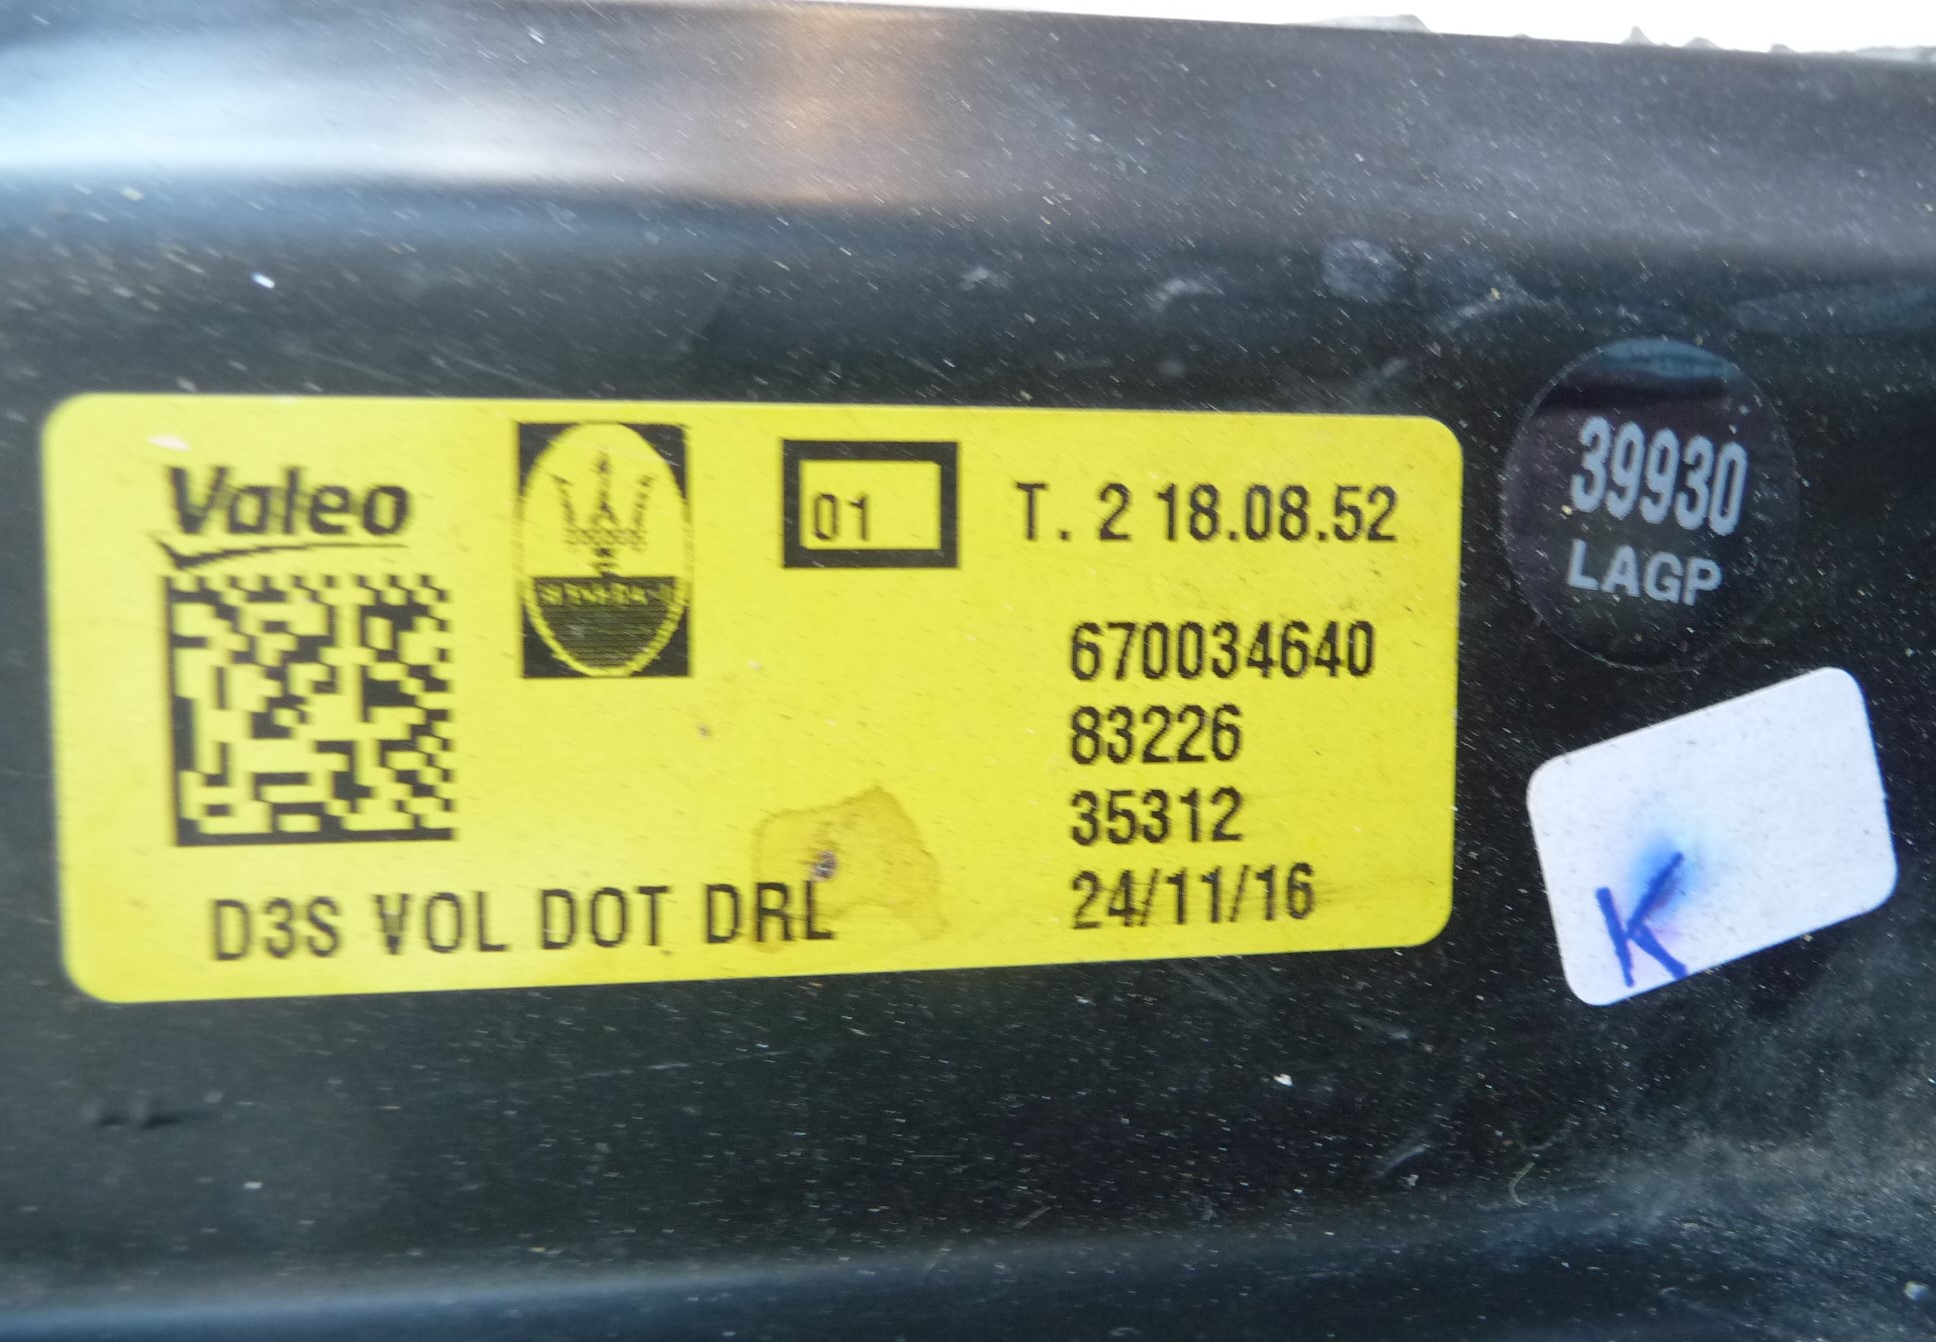 Valeo
01
T. 2 18.08.52
670034640
83226
35312
24/11/16
D3S VOL DOT DRL
39930
LAGP
K